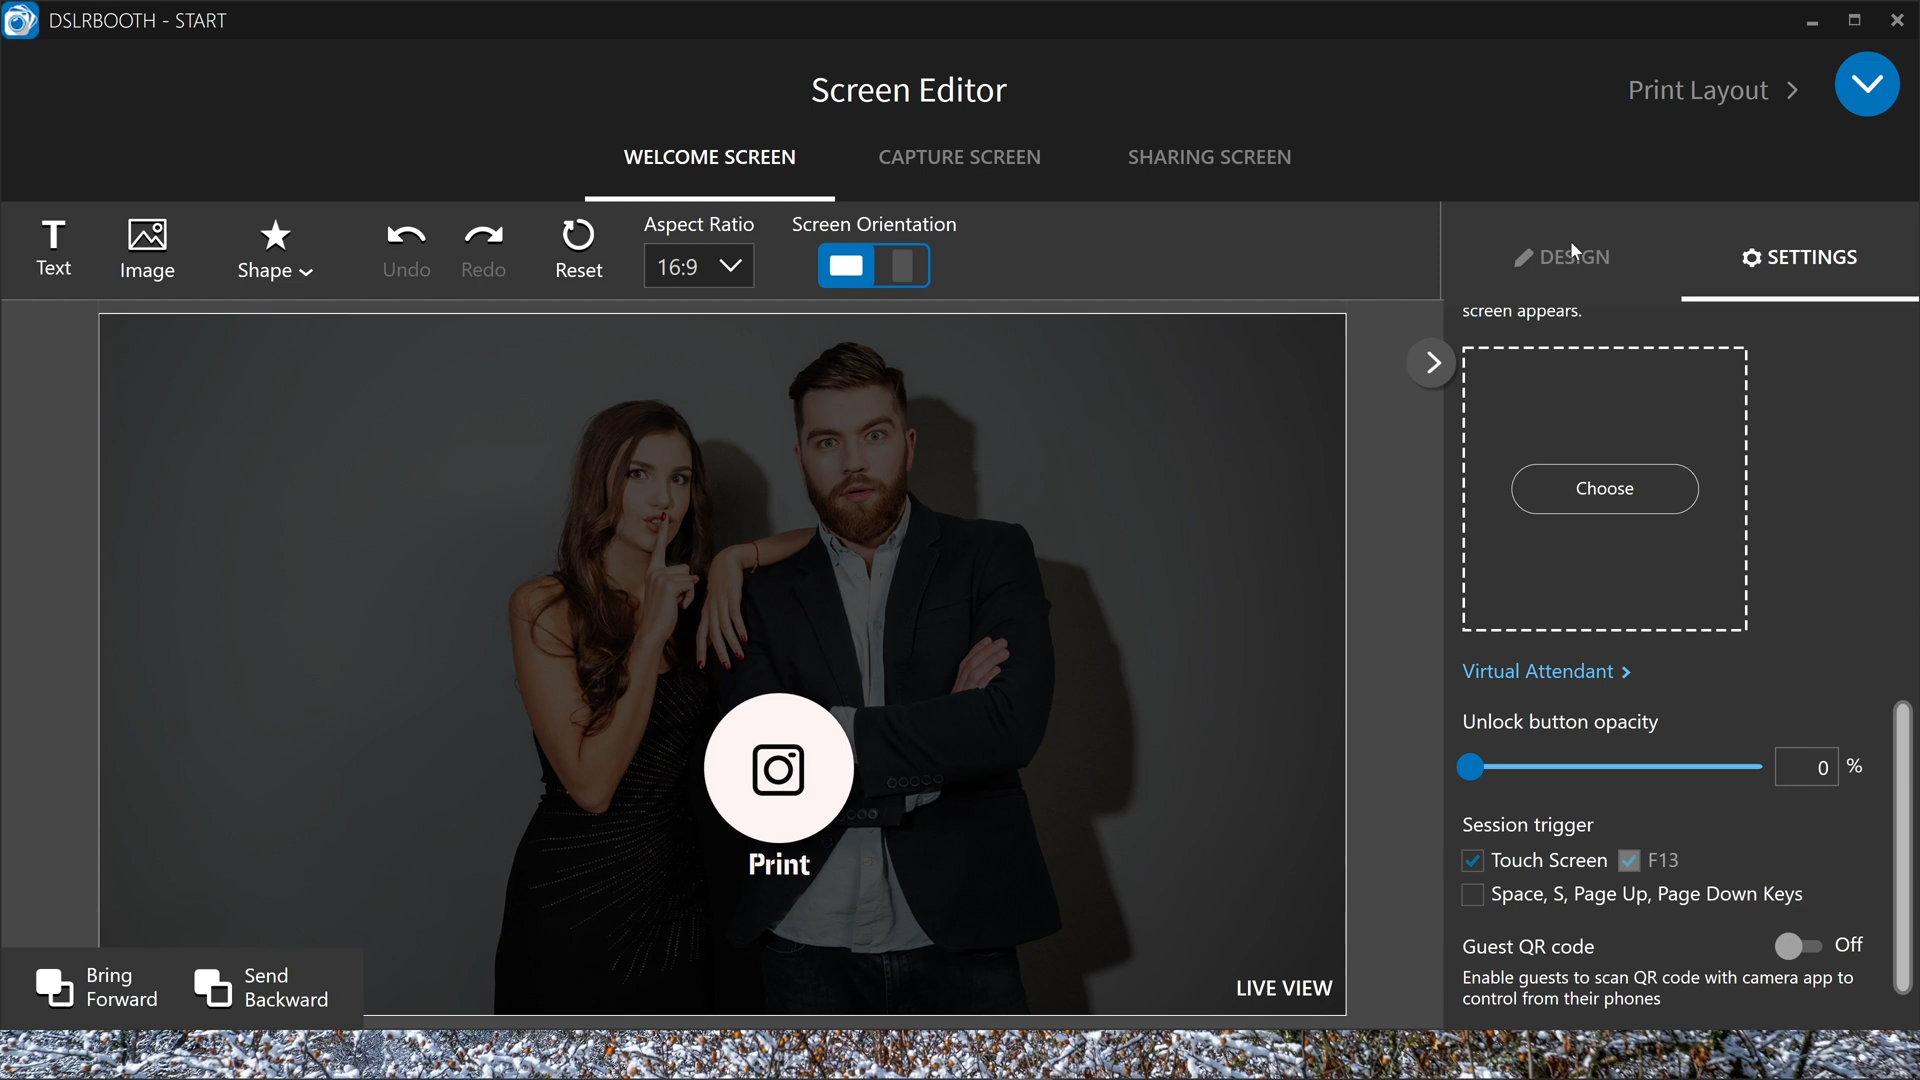 DSLRBOOTH - START
Screen Editor
Print Layout
WELCOME SCREEN
CAPTURE SCREEN
SHARING SCREEN
Text
Image
Shape
Undo
Redo
Reset
Aspect Ratio
16:9
Screen Orientation
DESIGN
SETTINGS
screen appears.
Choose
Virtual Attendant >
Unlock button opacity
0 %
Session trigger
Touch Screen F13
Space, S, Page Up, Page Down Keys
Guest QR code Off
Enable guests to scan QR code with camera app to
control from their phones
Print
LIVE VIEW
Bring
Forward
Send
Backward